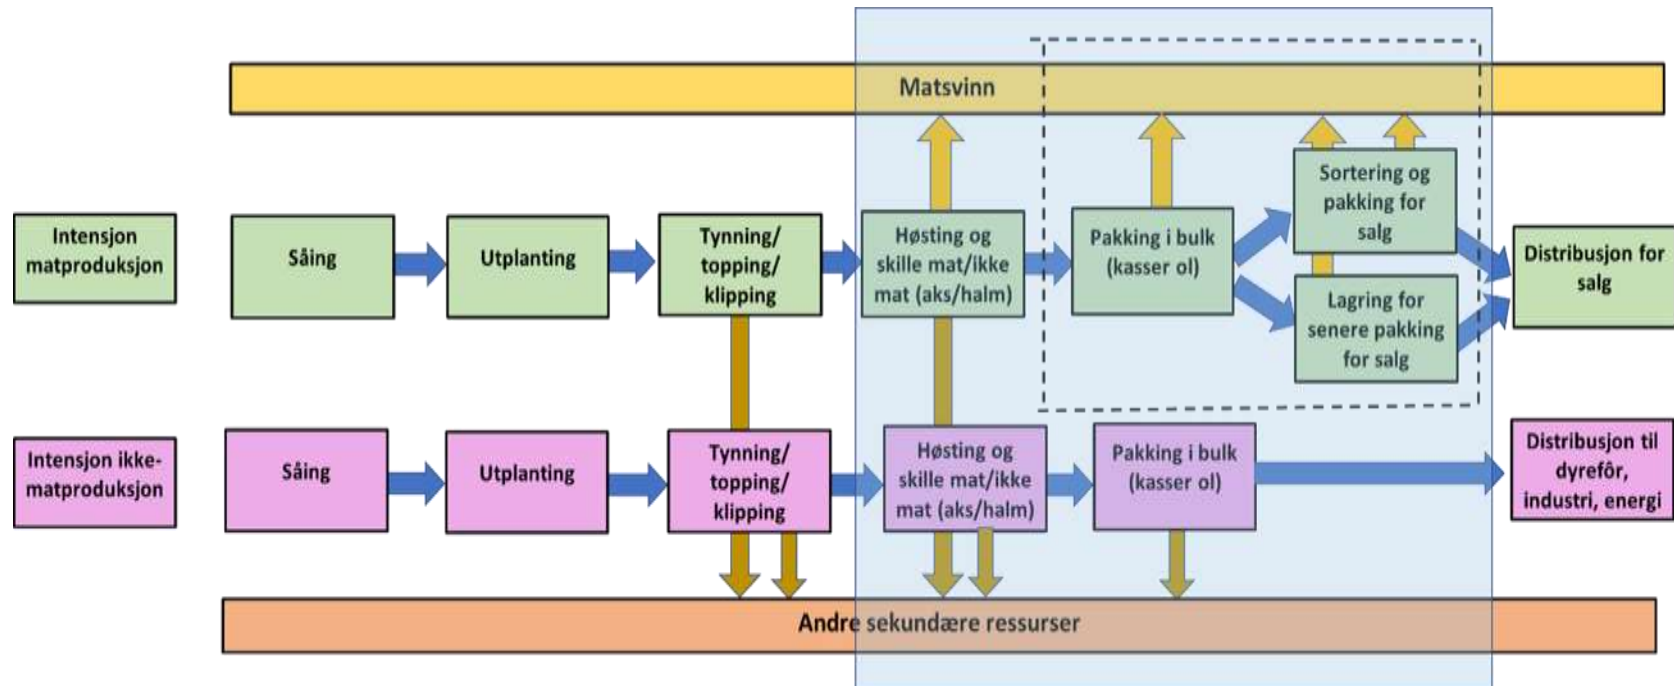 Matsvinn
Intensjon
matproduksjon
Såing
Utplanting
Tynning/
topping/
klipping
Høsting og
skille mat/ikke
mat (aks/halm)
Pakking i bulk
(kasser ol)
Sortering og
pakking for
salg
Lagring for
senere pakking
for salg
Distribusjon for
salg
Intensjon ikke-
matproduksjon
Såing
Utplanting
Tynning/
topping/
klipping
Høsting og
skille mat/ikke
mat (aks/halm)
Pakking i bulk
(kasser ol)
Distribusjon til
dyrefôr,
industri, energi
Andre sekundære ressurser